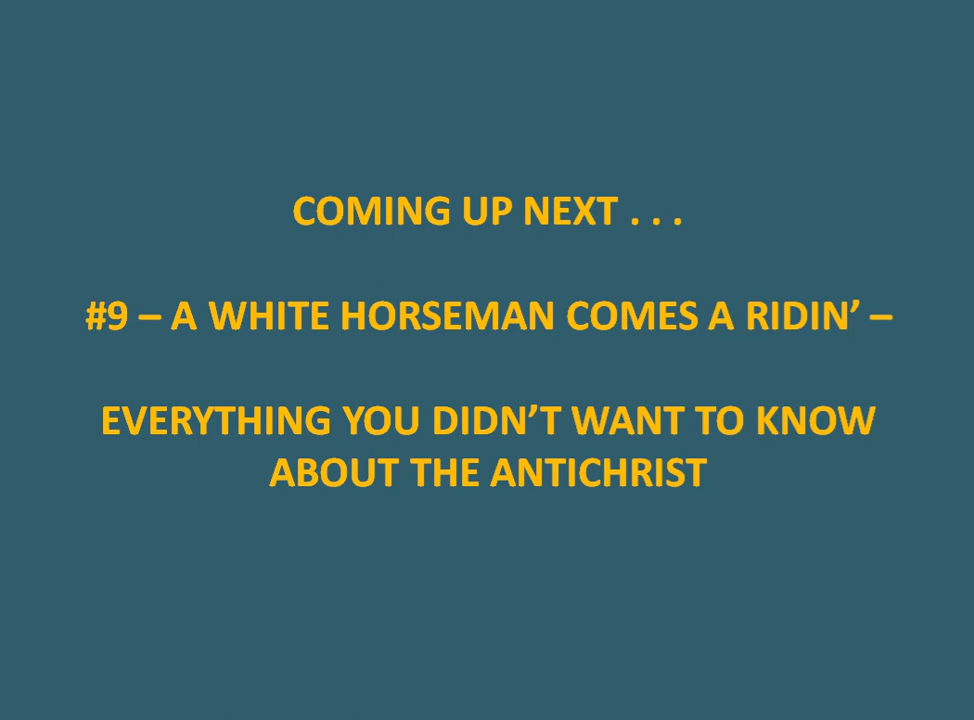 COMING UP NEXT . . .
#9 – A WHITE HORSEMAN COMES A RIDIN’ –
EVERYTHING YOU DIDN’T WANT TO KNOW
ABOUT THE ANTICHRIST